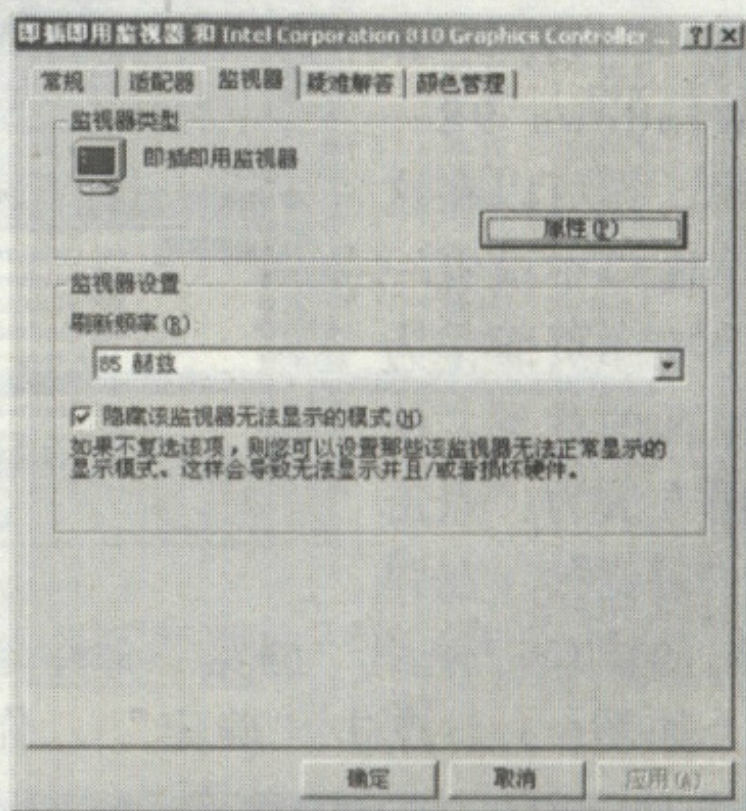 即插即用监视器 和 Intel Corporation 810 Graphics Controller ...
常规 适配器 监视器 疑难解答 颜色管理
监视器类型
即插即用监视器
属性(P)
监视器设置
刷新频率(R)
85 赫兹
隐藏该监视器无法显示的模式(H)
如果不复选该项，则您可以设置那些该监视器无法正常显示的
显示模式。这样会导致无法显示并且/或者损坏硬件。
确定 取消 应用(A)